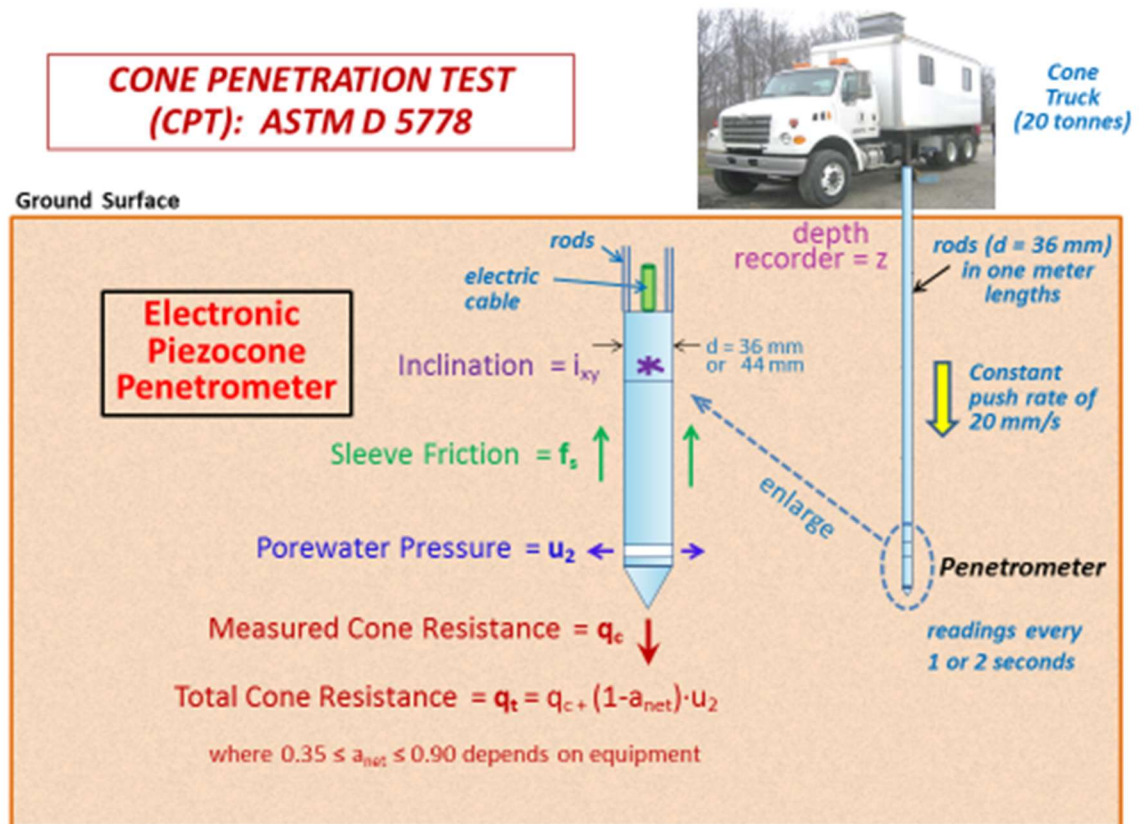 CONE PENETRATION TEST
(CPT): ASTM D 5778
Cone
Truck
(20 tonnes)
Ground Surface
depth
recorder = z
rods (d = 36 mm)
in one meter
lengths
rods
electric
cable
Electronic
Piezocone
Penetrometer
Inclination = ixy
d = 36 mm
or 44 mm
Constant
push rate of
20 mm/s
Sleeve Friction = fs
enlarge
Porewater Pressure = u2
Penetrometer
Measured Cone Resistance = qc
readings every
1 or 2 seconds
Total Cone Resistance = qt = qc + (1-anet)·u2
where 0.35 ≤ anet ≤ 0.90 depends on equipment